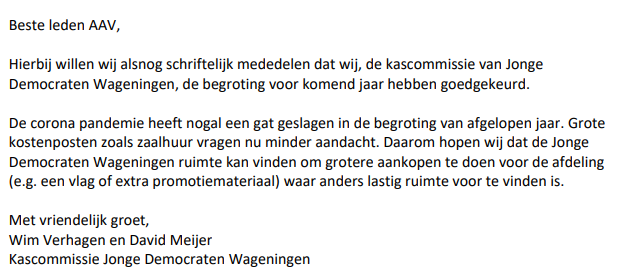 Beste leden AAV,
Hierbij willen wij alsnog schriftelijk mededelen dat wij, de kascommissie van Jonge
Democraten Wageningen, de begroting voor komend jaar hebben goedgekeurd.
De corona pandemie heeft nogal een gat geslagen in de begroting van afgelopen jaar. Grote
kostenposten zoals zaalhuur vragen nu minder aandacht. Daarom hopen wij dat de Jonge
Democraten Wageningen ruimte kan vinden om grotere aankopen te doen voor de afdeling
(e.g. een vlag of extra promotiemateriaal) waar anders lastig ruimte voor te vinden is.
Met vriendelijk groet,
Wim Verhagen en David Meijer
Kascommissie Jonge Democraten Wageningen